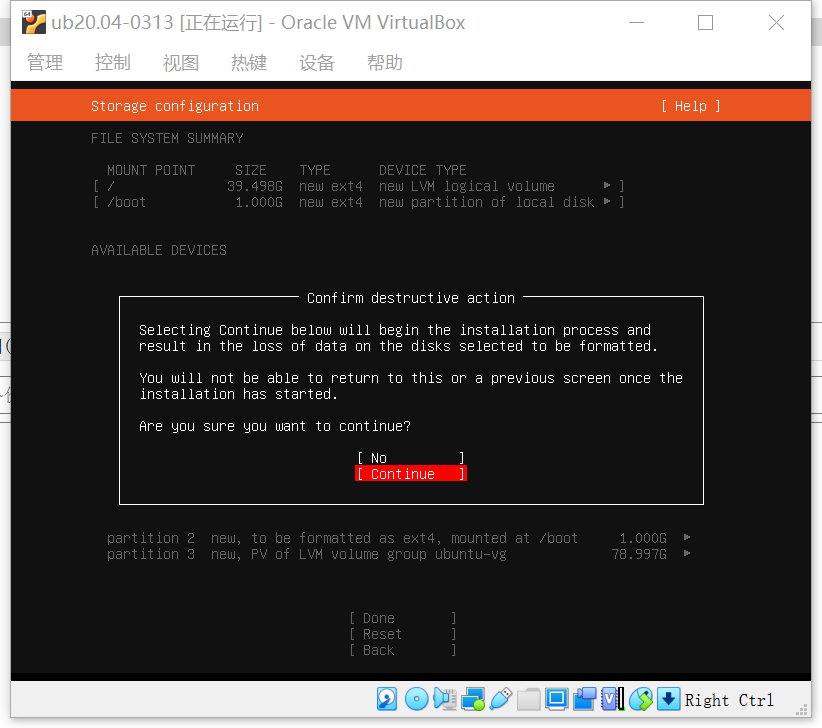 ub20.04-0313 [正在运行] - Oracle VM VirtualBox
管理 控制 视图 热键 设备 帮助
Storage configuration [ Help ]
FILE SYSTEM SUMMARY
MOUNT POINT SIZE TYPE DEVICE TYPE
[ / 39.498G new ext4 new LVM logical volume ▸ ]
[ /boot 1.000G new ext4 new partition of local disk ▸ ]
AVAILABLE DEVICES
Confirm destructive action
Selecting Continue below will begin the installation process and
result in the loss of data on the disks selected to be formatted.
You will not be able to return to this or a previous screen once the
installation has started.
Are you sure you want to continue?
[ No ]
[ Continue ]
partition 2 new, to be formatted as ext4, mounted at /boot 1.000G ▸
partition 3 new, PV of LVM volume group ubuntu-vg 78.997G ▸
[ Done ]
[ Reset ]
[ Back ]
Right Ctrl